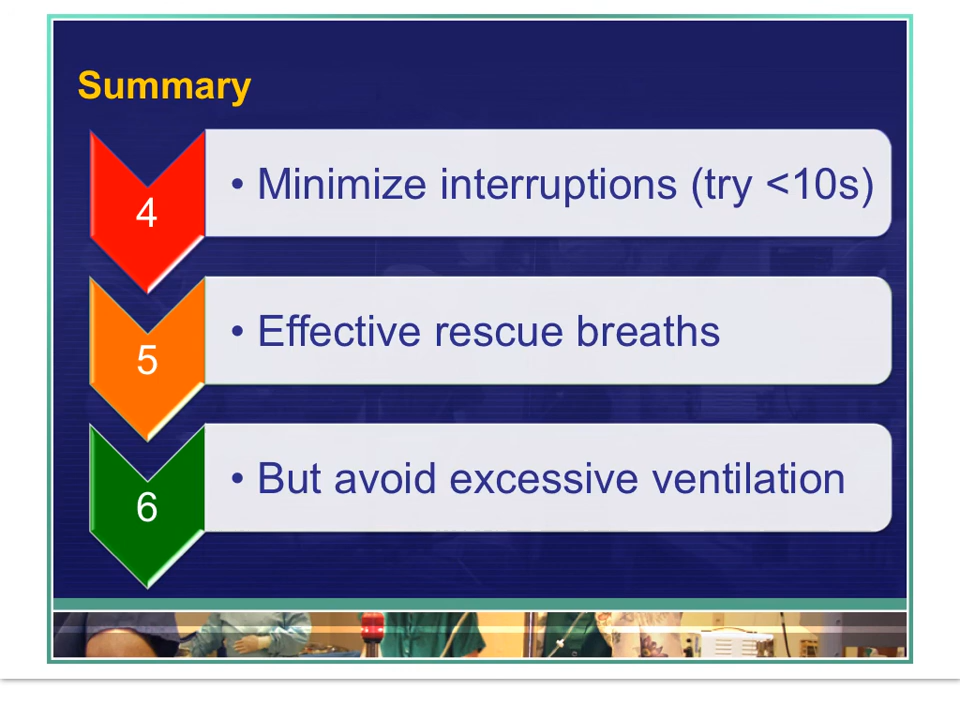 Summary
4
• Minimize interruptions (try <10s)
5
• Effective rescue breaths
6
• But avoid excessive ventilation